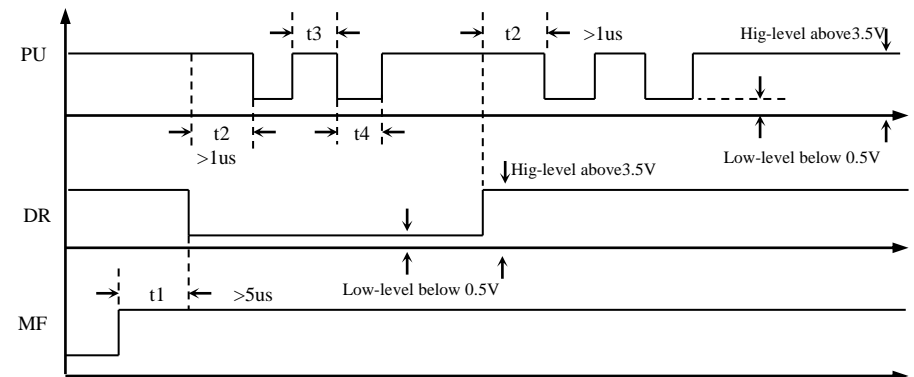 t3
t2
>1us
Hig-level above3.5V
PU
t2
>1us
t4
Low-level below 0.5V
Hig-level above3.5V
DR
Low-level below 0.5V
t1
>5us
MF